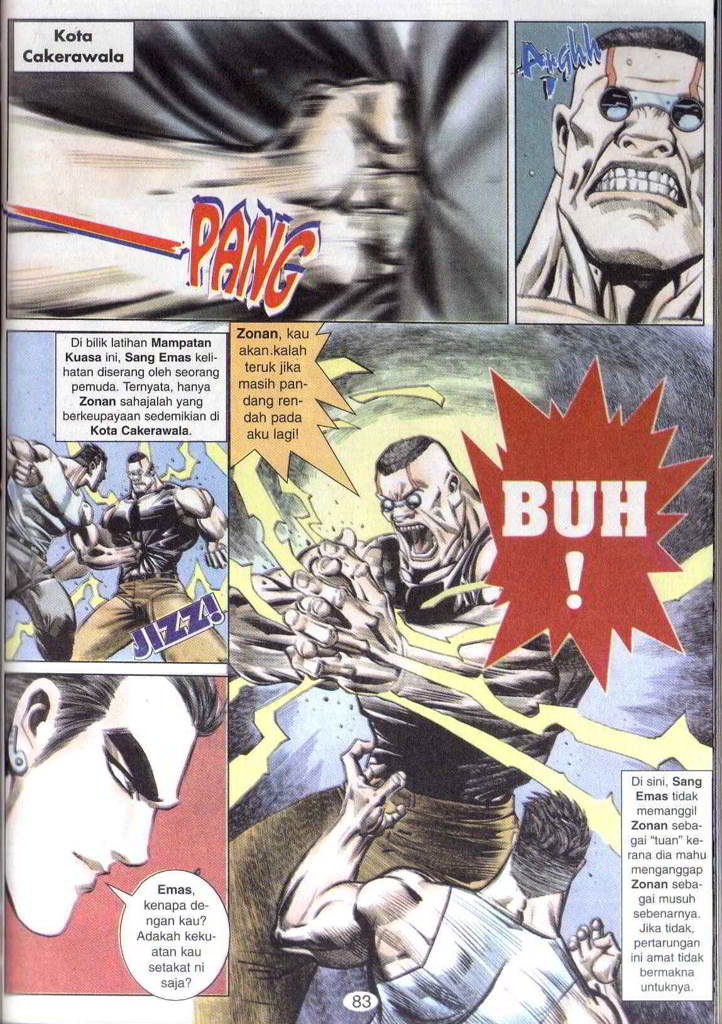 Kota
Cakerawala
PANG
Arghh
!
Di bilik latihan Mampatan
Kuasa ini, Sang Emas keli-
hatan diserang oleh seorang
pemuda. Ternyata, hanya
Zonan sahajalah yang
berkeupayaan sedemikian di
Kota Cakerawala.
JIZZ!
Zonan, kau
akan kalah
teruk jika
masih pan-
dang ren-
dah pada
aku lagi!
BUH
!
Emas,
kenapa de-
ngan kau?
Adakah keku-
atan kau
setakat ni
saja?
Di sini, Sang
Emas tidak
memanggil
Zonan seba-
gai "tuan" ke-
rana dia mahu
menganggap
Zonan seba-
gai musuh
sebenarnya.
Jika tidak,
pertarungan
ini amat tidak
bermakna
untuknya.
83